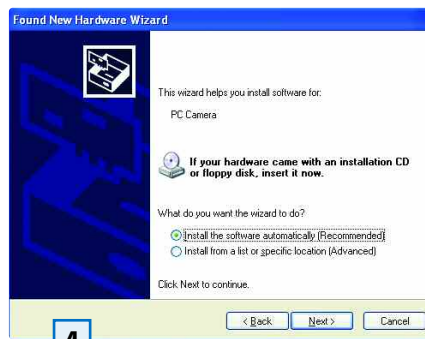 Found New Hardware Wizard
This wizard helps you install software for:
PC Camera
If your hardware came with an installation CD
or floppy disk, insert it now.
What do you want the wizard to do?
Install the software automatically (Recommended)
Install from a list or specific location (Advanced)
Click Next to continue.
< Back Next > Cancel
4